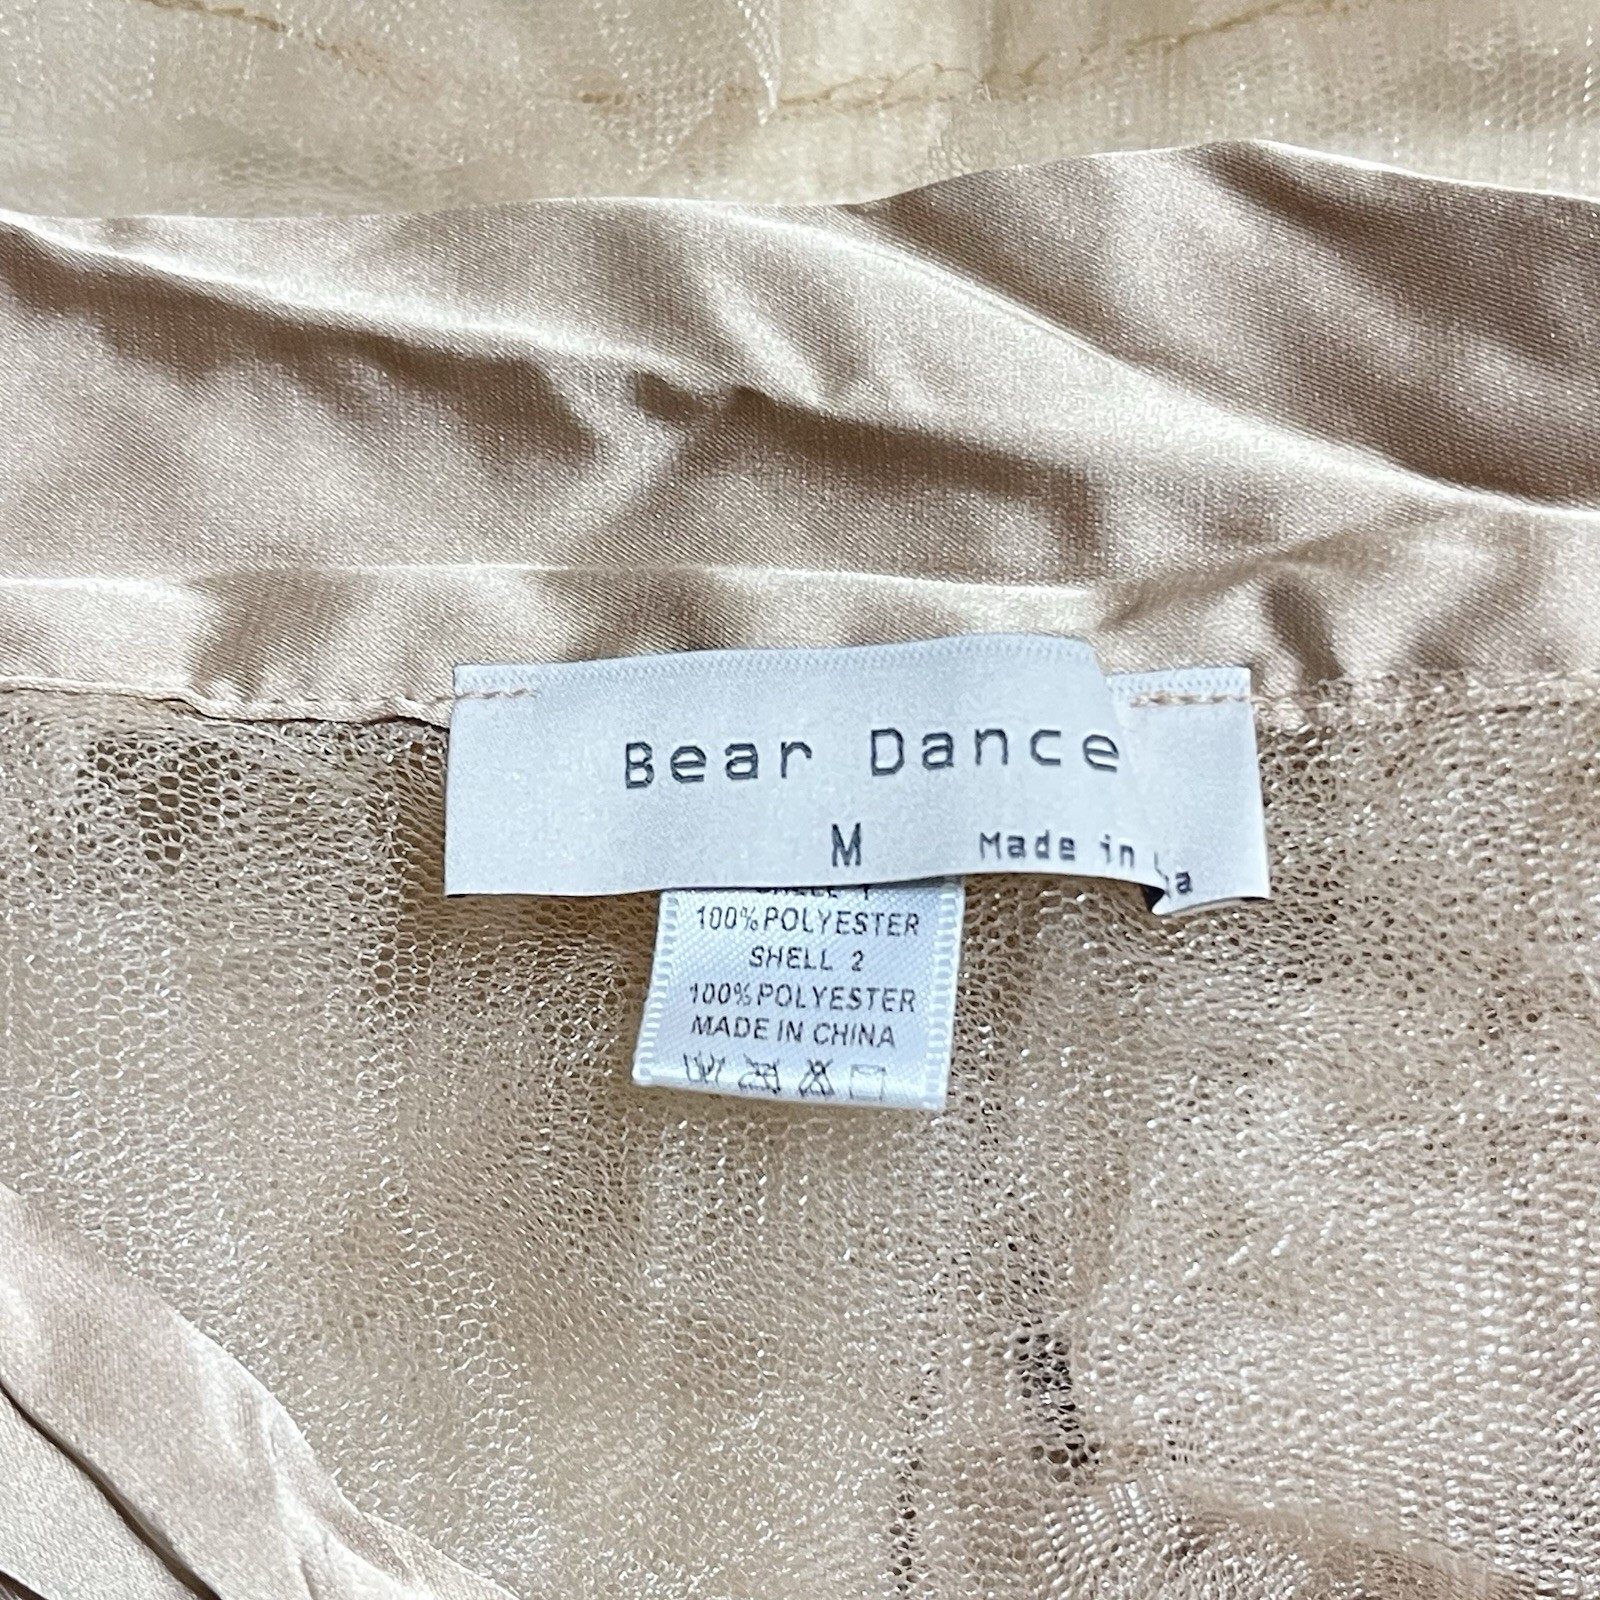 Bear Dance
M Made in
100%POLYESTER
SHELL 2
100%POLYESTER
MADE IN CHINA